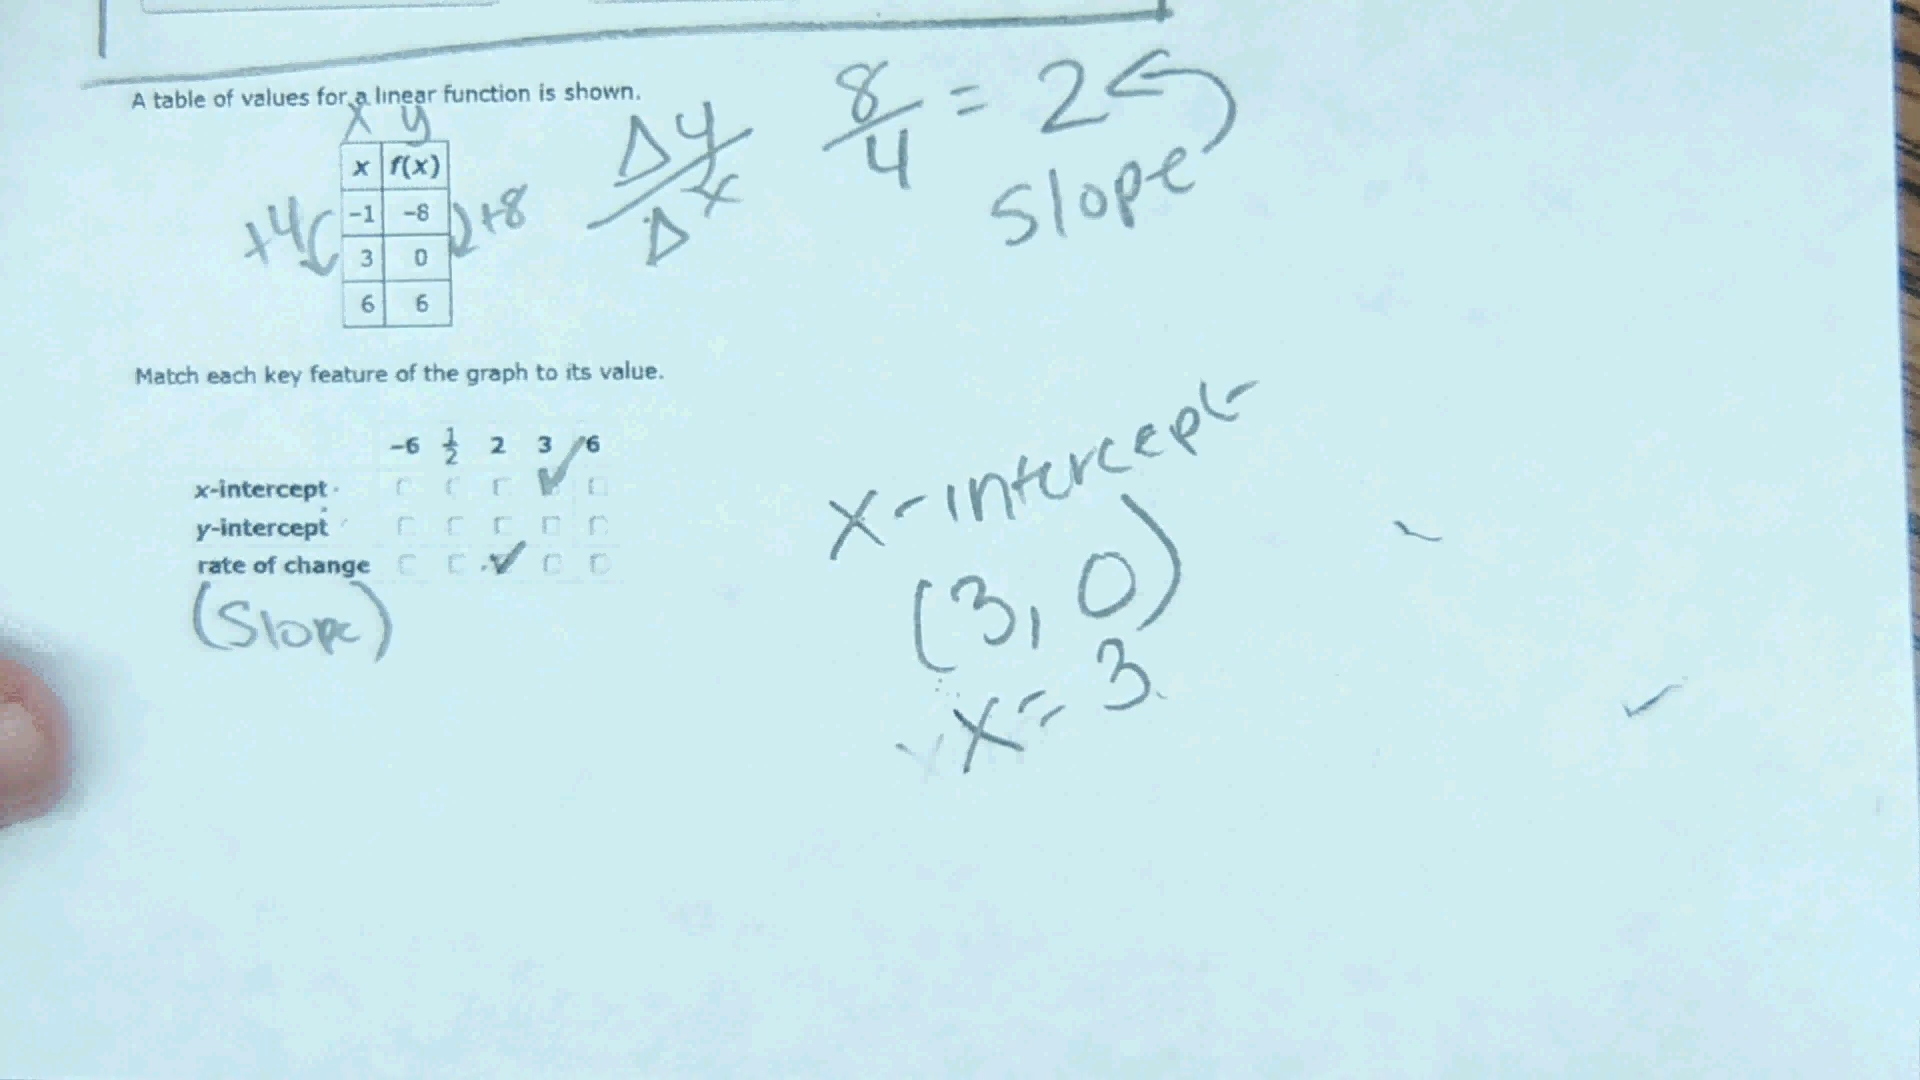 A table of values for a linear function is shown.
x y
x f(x)
-1 -8
3 0
6 6
+4 +8
Δy
Δx
8
4
= 2
Slope
Match each key feature of the graph to its value.
-6 1/2 2 3 6
x-intercept
y-intercept
rate of change
(Slope)
x-intercept
(3, 0)
x = 3